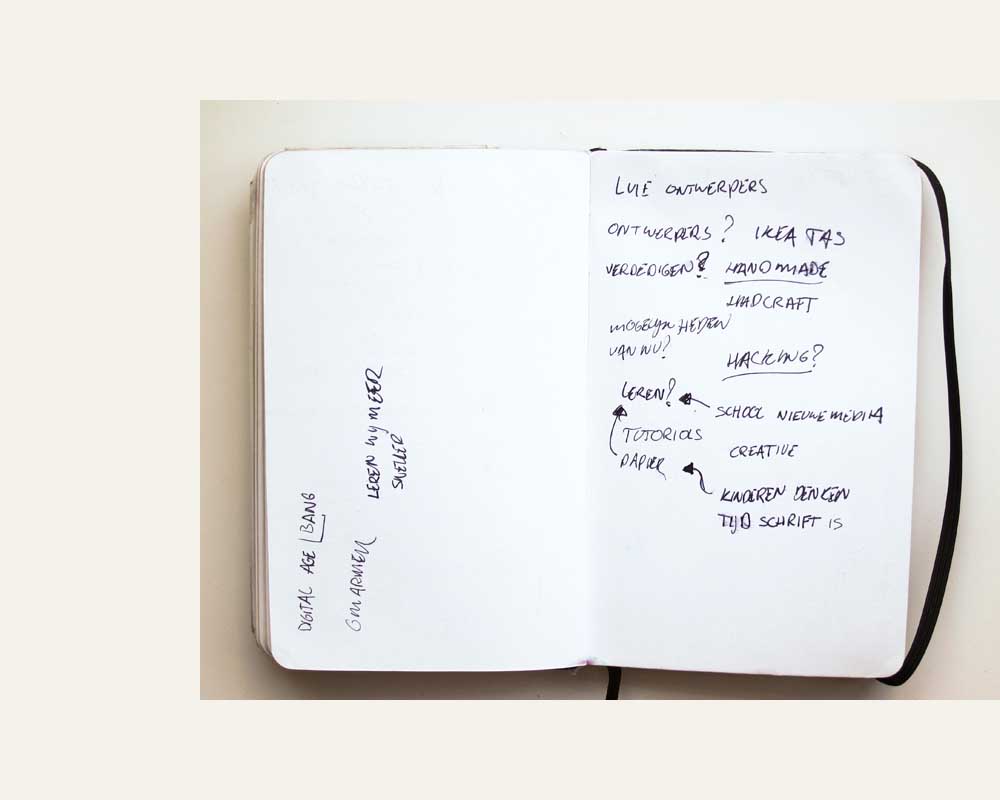 DIGITAL AGE BANG
OMARMEN
LEREN WIJ MEER
SNELLER
LUIE ONTWERPERS
ONTWERPERS? IKEA TAS
VERDEDIGEN? HANDMADE
HADCRAFT
MOGELIJKHEDEN
VAN NU?
HACKING?
LEREN?
SCHOOL NIEUWE MEDIA
TUTORIALS
CREATIVE
PAPIER
KINDEREN DENKEN
TIJD SCHRIFT IS